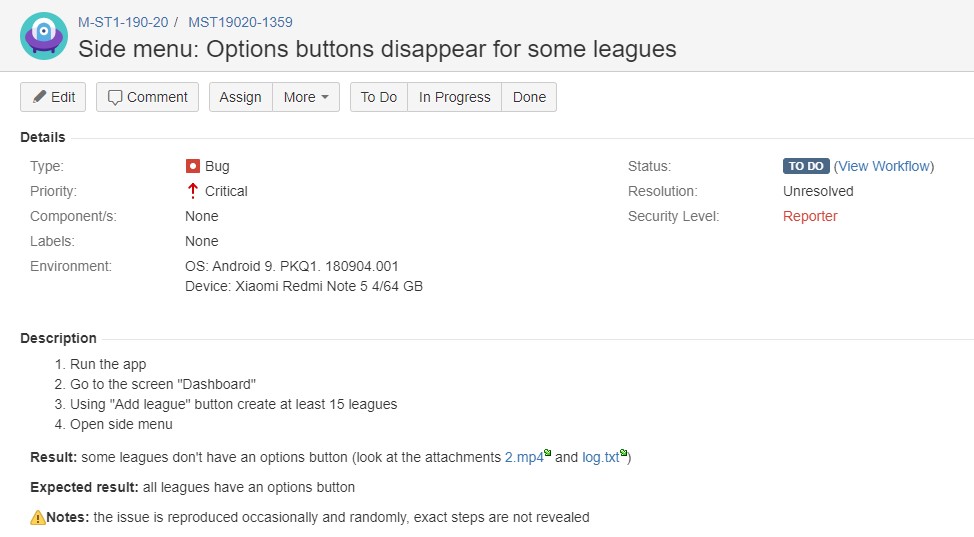 M-ST1-190-20 / MST19020-1359
Side menu: Options buttons disappear for some leagues
Edit Comment Assign More To Do In Progress Done
Details
Type: Bug Status: TO DO (View Workflow)
Priority: Critical Resolution: Unresolved
Component/s: None Security Level: Reporter
Labels: None
Environment: OS: Android 9. PKQ1. 180904.001
Device: Xiaomi Redmi Note 5 4/64 GB
Description
1. Run the app
2. Go to the screen "Dashboard"
3. Using "Add league" button create at least 15 leagues
4. Open side menu
Result: some leagues don't have an options button (look at the attachments 2.mp4 and log.txt)
Expected result: all leagues have an options button
Notes: the issue is reproduced occasionally and randomly, exact steps are not revealed